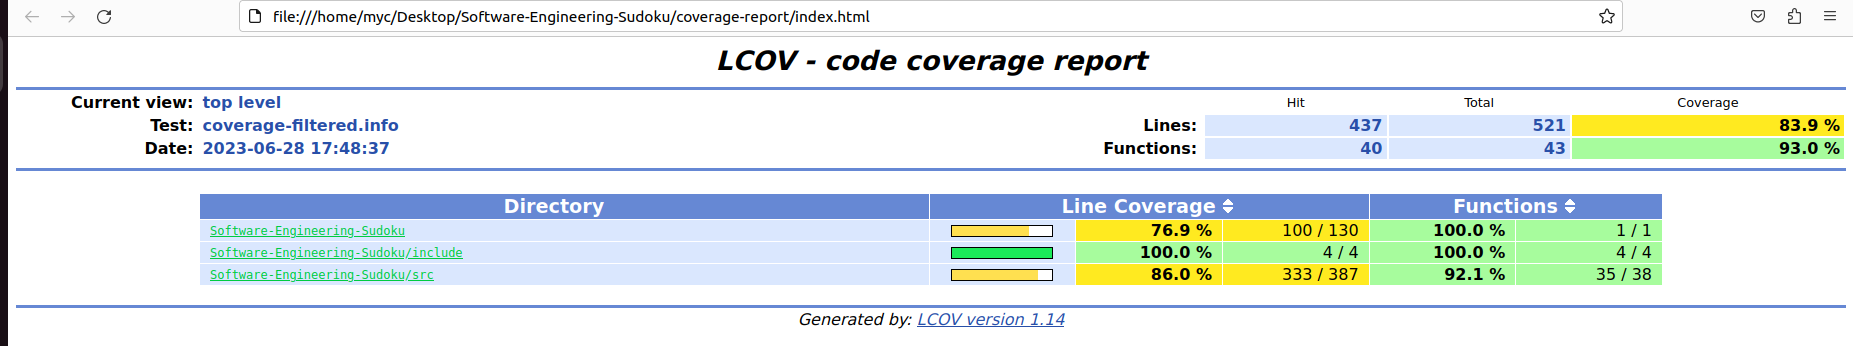 file:///home/myc/Desktop/Software-Engineering-Sudoku/coverage-report/index.html
LCOV - code coverage report
Current view: top level Hit Total Coverage
Test: coverage-filtered.info Lines: 437 521 83.9 %
Date: 2023-06-28 17:48:37 Functions: 40 43 93.0 %
Directory Line Coverage Functions
Software-Engineering-Sudoku 76.9 % 100 / 130 100.0 % 1 / 1
Software-Engineering-Sudoku/include 100.0 % 4 / 4 100.0 % 4 / 4
Software-Engineering-Sudoku/src 86.0 % 333 / 387 92.1 % 35 / 38
Generated by: LCOV version 1.14